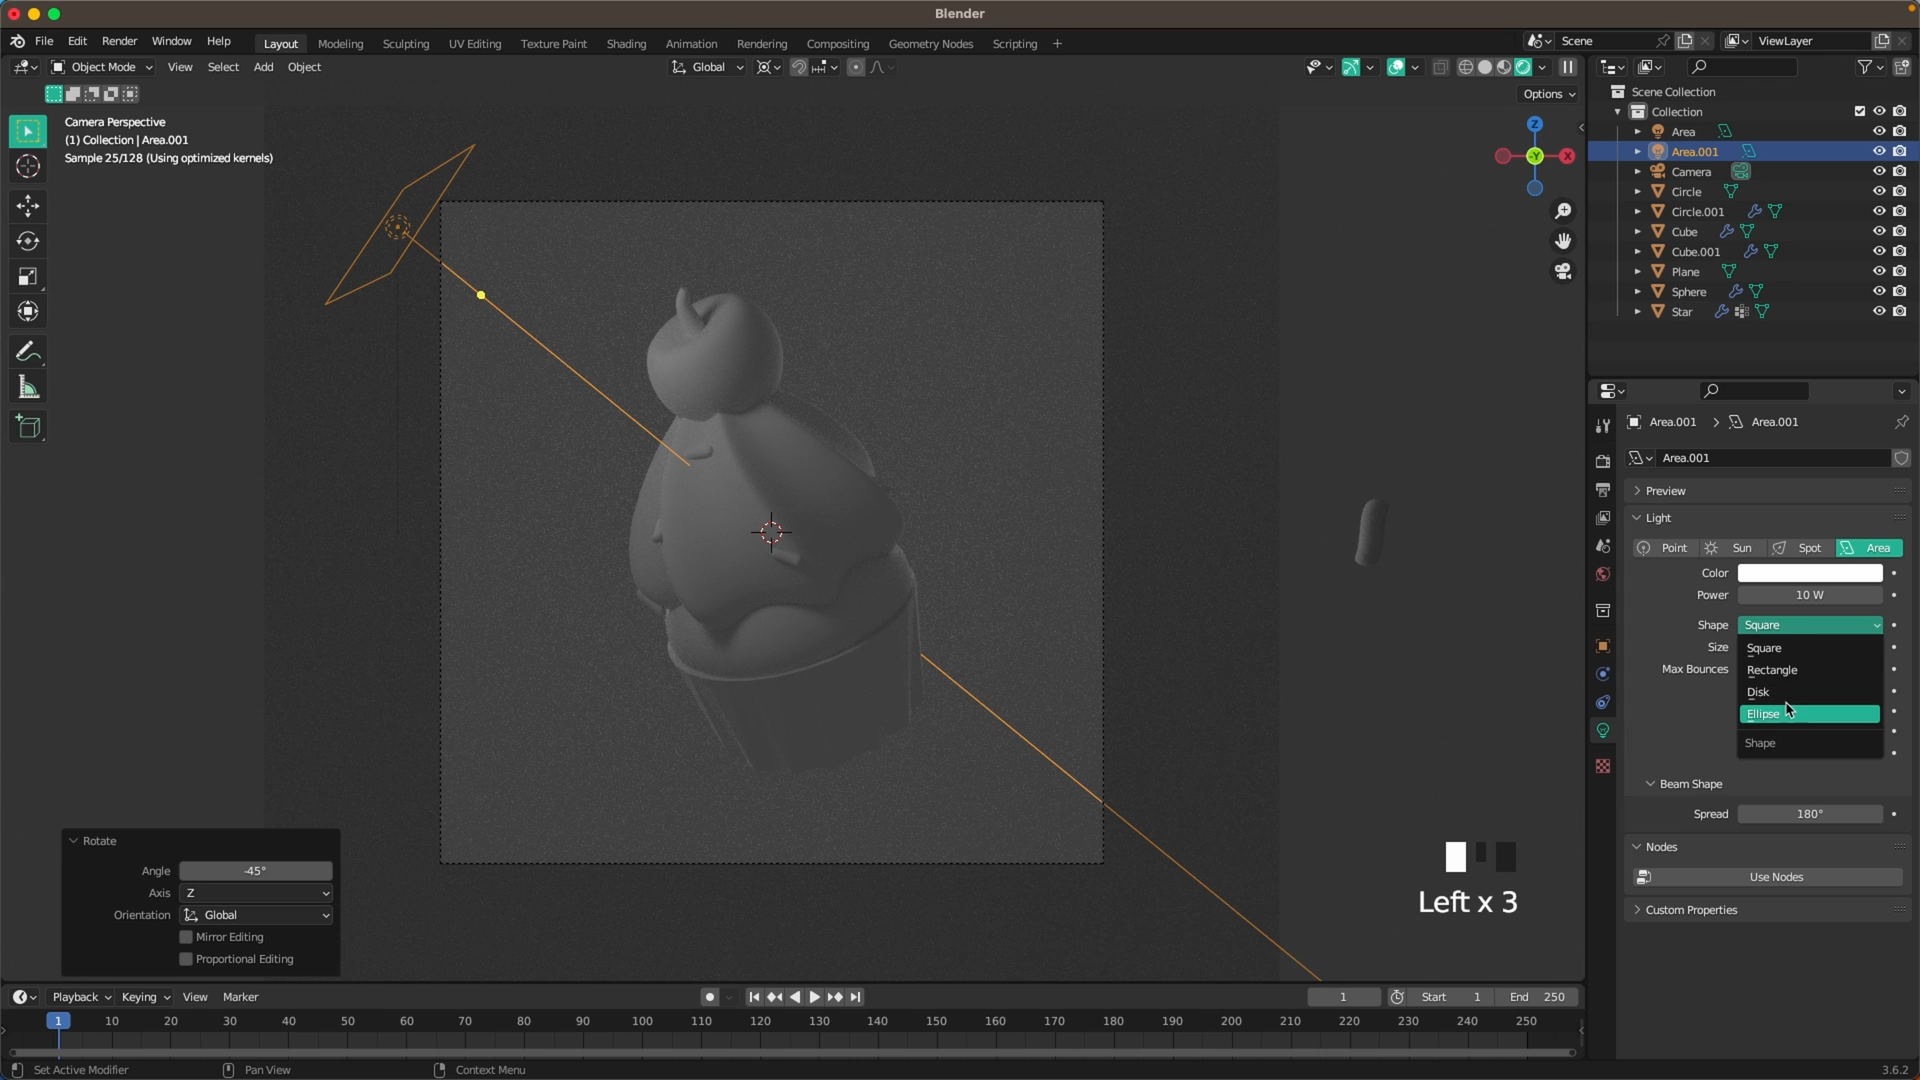 Blender
File Edit Render Window Help
Layout Modeling Sculpting UV Editing Texture Paint Shading Animation Rendering Compositing Geometry Nodes Scripting +
Scene ViewLayer
Object Mode View Select Add Object Global
Options
Camera Perspective
(1) Collection | Area.001
Sample 25/128 (Using optimized kernels)
Z
-Y
X
Scene Collection
Collection
Area
Area.001
Camera
Circle
Circle.001
Cube
Cube.001
Plane
Sphere
Star
Area.001 > Area.001
Area.001
Preview
Light
Point Sun Spot Area
Color
Power 10 W
Shape Square
Size Square
Max Bounces Rectangle
Disk
Ellipse
Shape
Beam Shape
Spread 180°
Nodes
Use Nodes
Custom Properties
Rotate
Angle -45°
Axis Z
Orientation Global
Mirror Editing
Proportional Editing
Left x 3
Playback Keying View Marker 1 Start 1 End 250
1 10 20 30 40 50 60 70 80 90 100 110 120 130 140 150 160 170 180 190 200 210 220 230 240 250
Set Active Modifier Pan View Context Menu 3.6.2